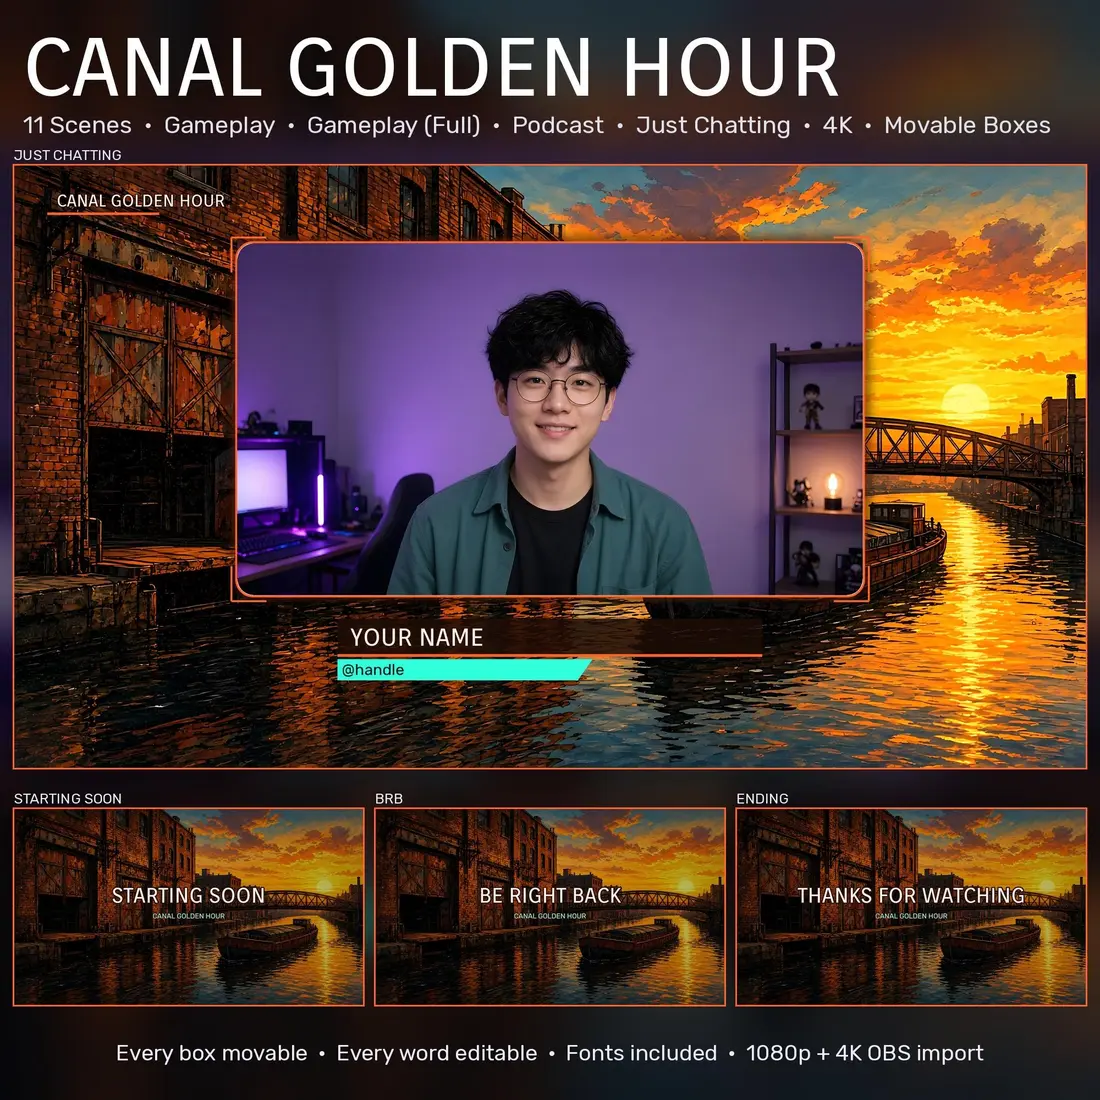 CANAL GOLDEN HOUR
11 Scenes • Gameplay • Gameplay (Full) • Podcast • Just Chatting • 4K • Movable Boxes
JUST CHATTING
CANAL GOLDEN HOUR
YOUR NAME
@handle
STARTING SOON
BRB
ENDING
STARTING SOON
CANAL GOLDEN HOUR
BE RIGHT BACK
CANAL GOLDEN HOUR
THANKS FOR WATCHING
CANAL GOLDEN HOUR
Every box movable • Every word editable • Fonts included • 1080p + 4K OBS import